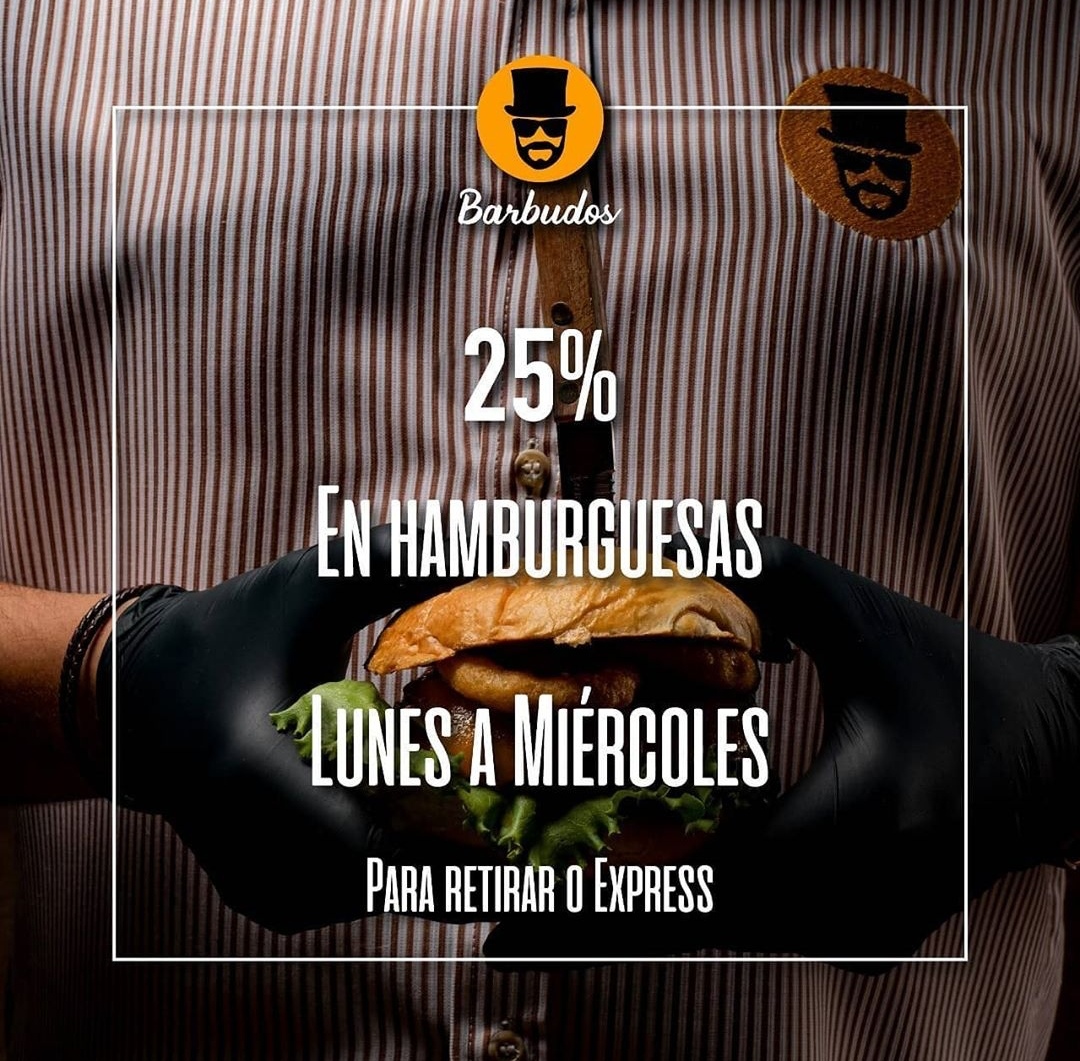 Barbudos
25%
En hamburguesas
Lunes a Miércoles
Para retirar o Express